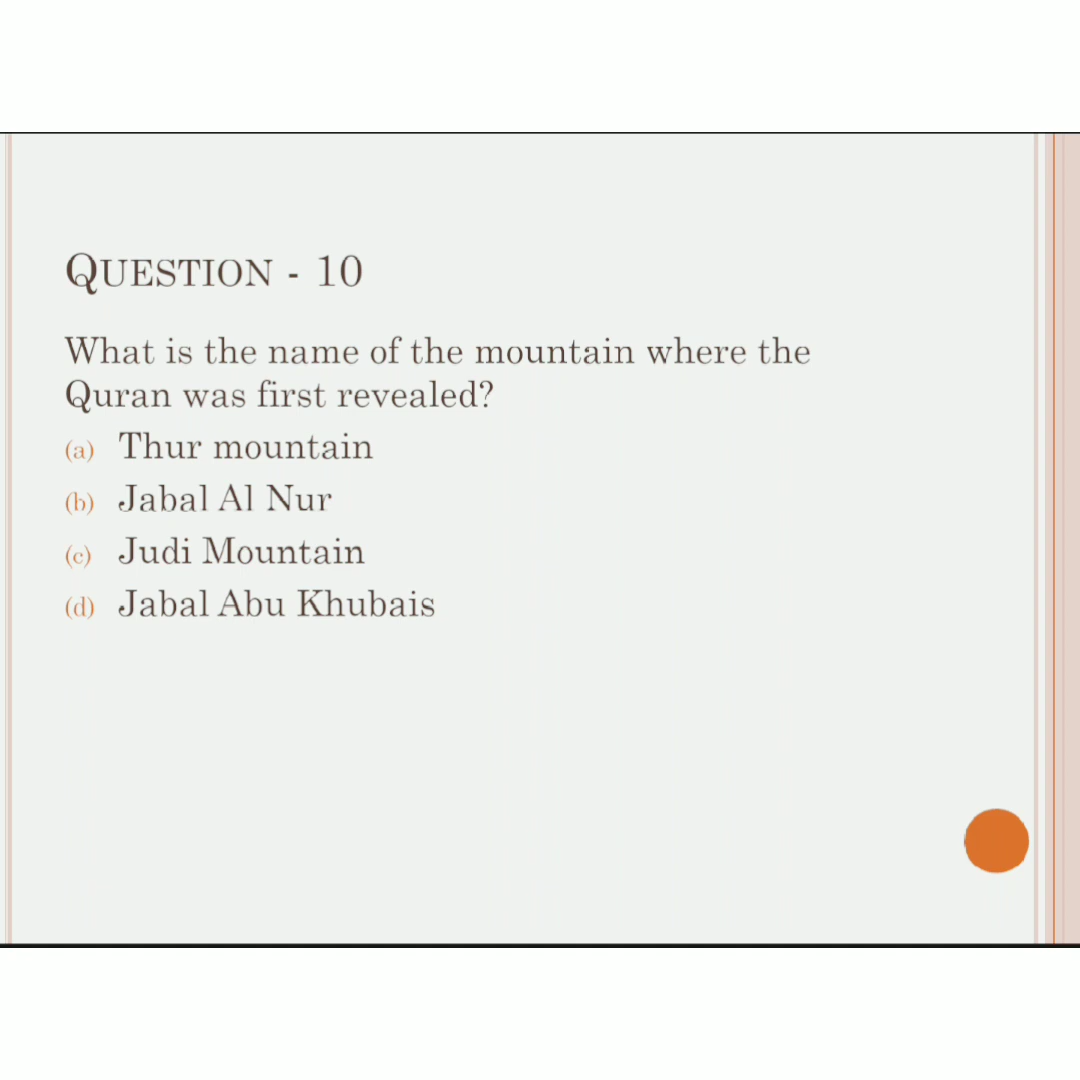 QUESTION - 10
What is the name of the mountain where the
Quran was first revealed?
(a) Thur mountain
(b) Jabal Al Nur
(c) Judi Mountain
(d) Jabal Abu Khubais